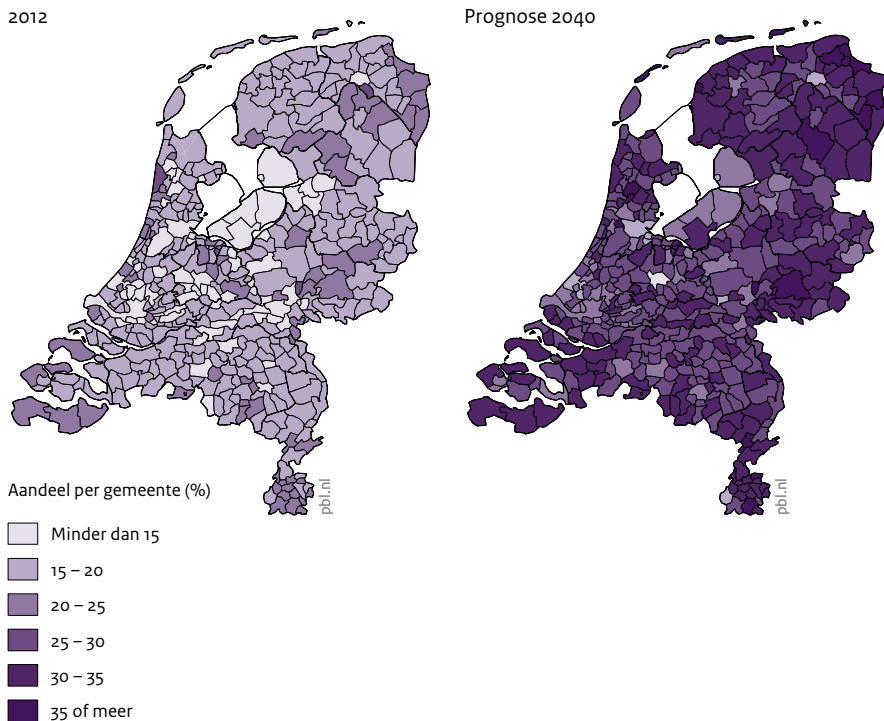 2012
Prognose 2040
Aandeel per gemeente (%)
Minder dan 15
15 – 20
20 – 25
25 – 30
30 – 35
35 of meer
pbl.nl
pbl.nl